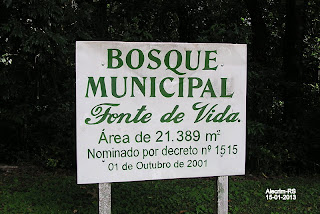 BOSQUE
MUNICIPAL
Fonte de Vida.
Área de 21.389 m²
Nominado por decreto nº 1515
01 de Outubro de 2001
Alecrim-RS
15-01-2013